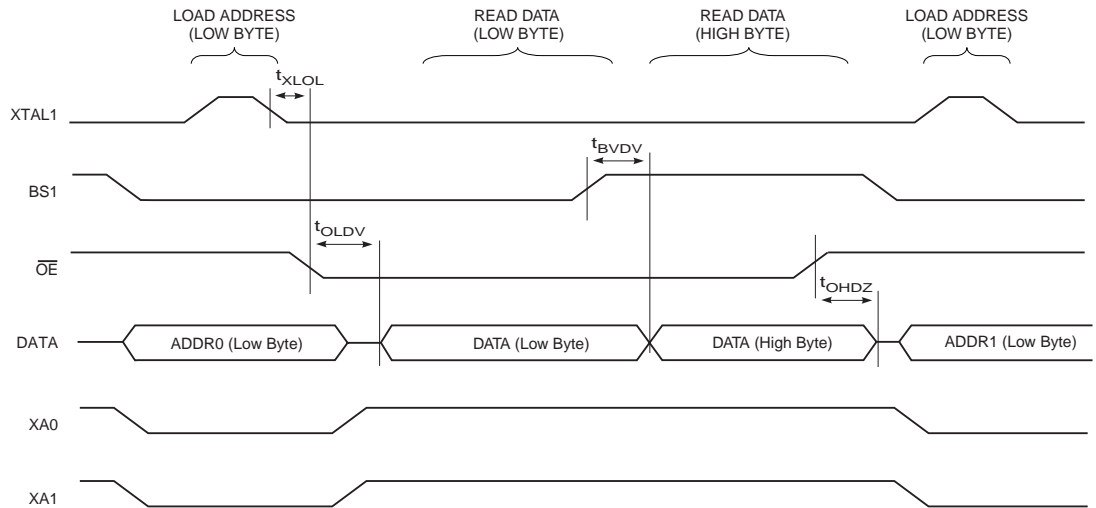 LOAD ADDRESS
(LOW BYTE)
READ DATA
(LOW BYTE)
READ DATA
(HIGH BYTE)
LOAD ADDRESS
(LOW BYTE)
tXLOL
XTAL1
tBVDV
BS1
tOLDV
OE
tOHDZ
DATA
ADDR0 (Low Byte)
DATA (Low Byte)
DATA (High Byte)
ADDR1 (Low Byte)
XA0
XA1